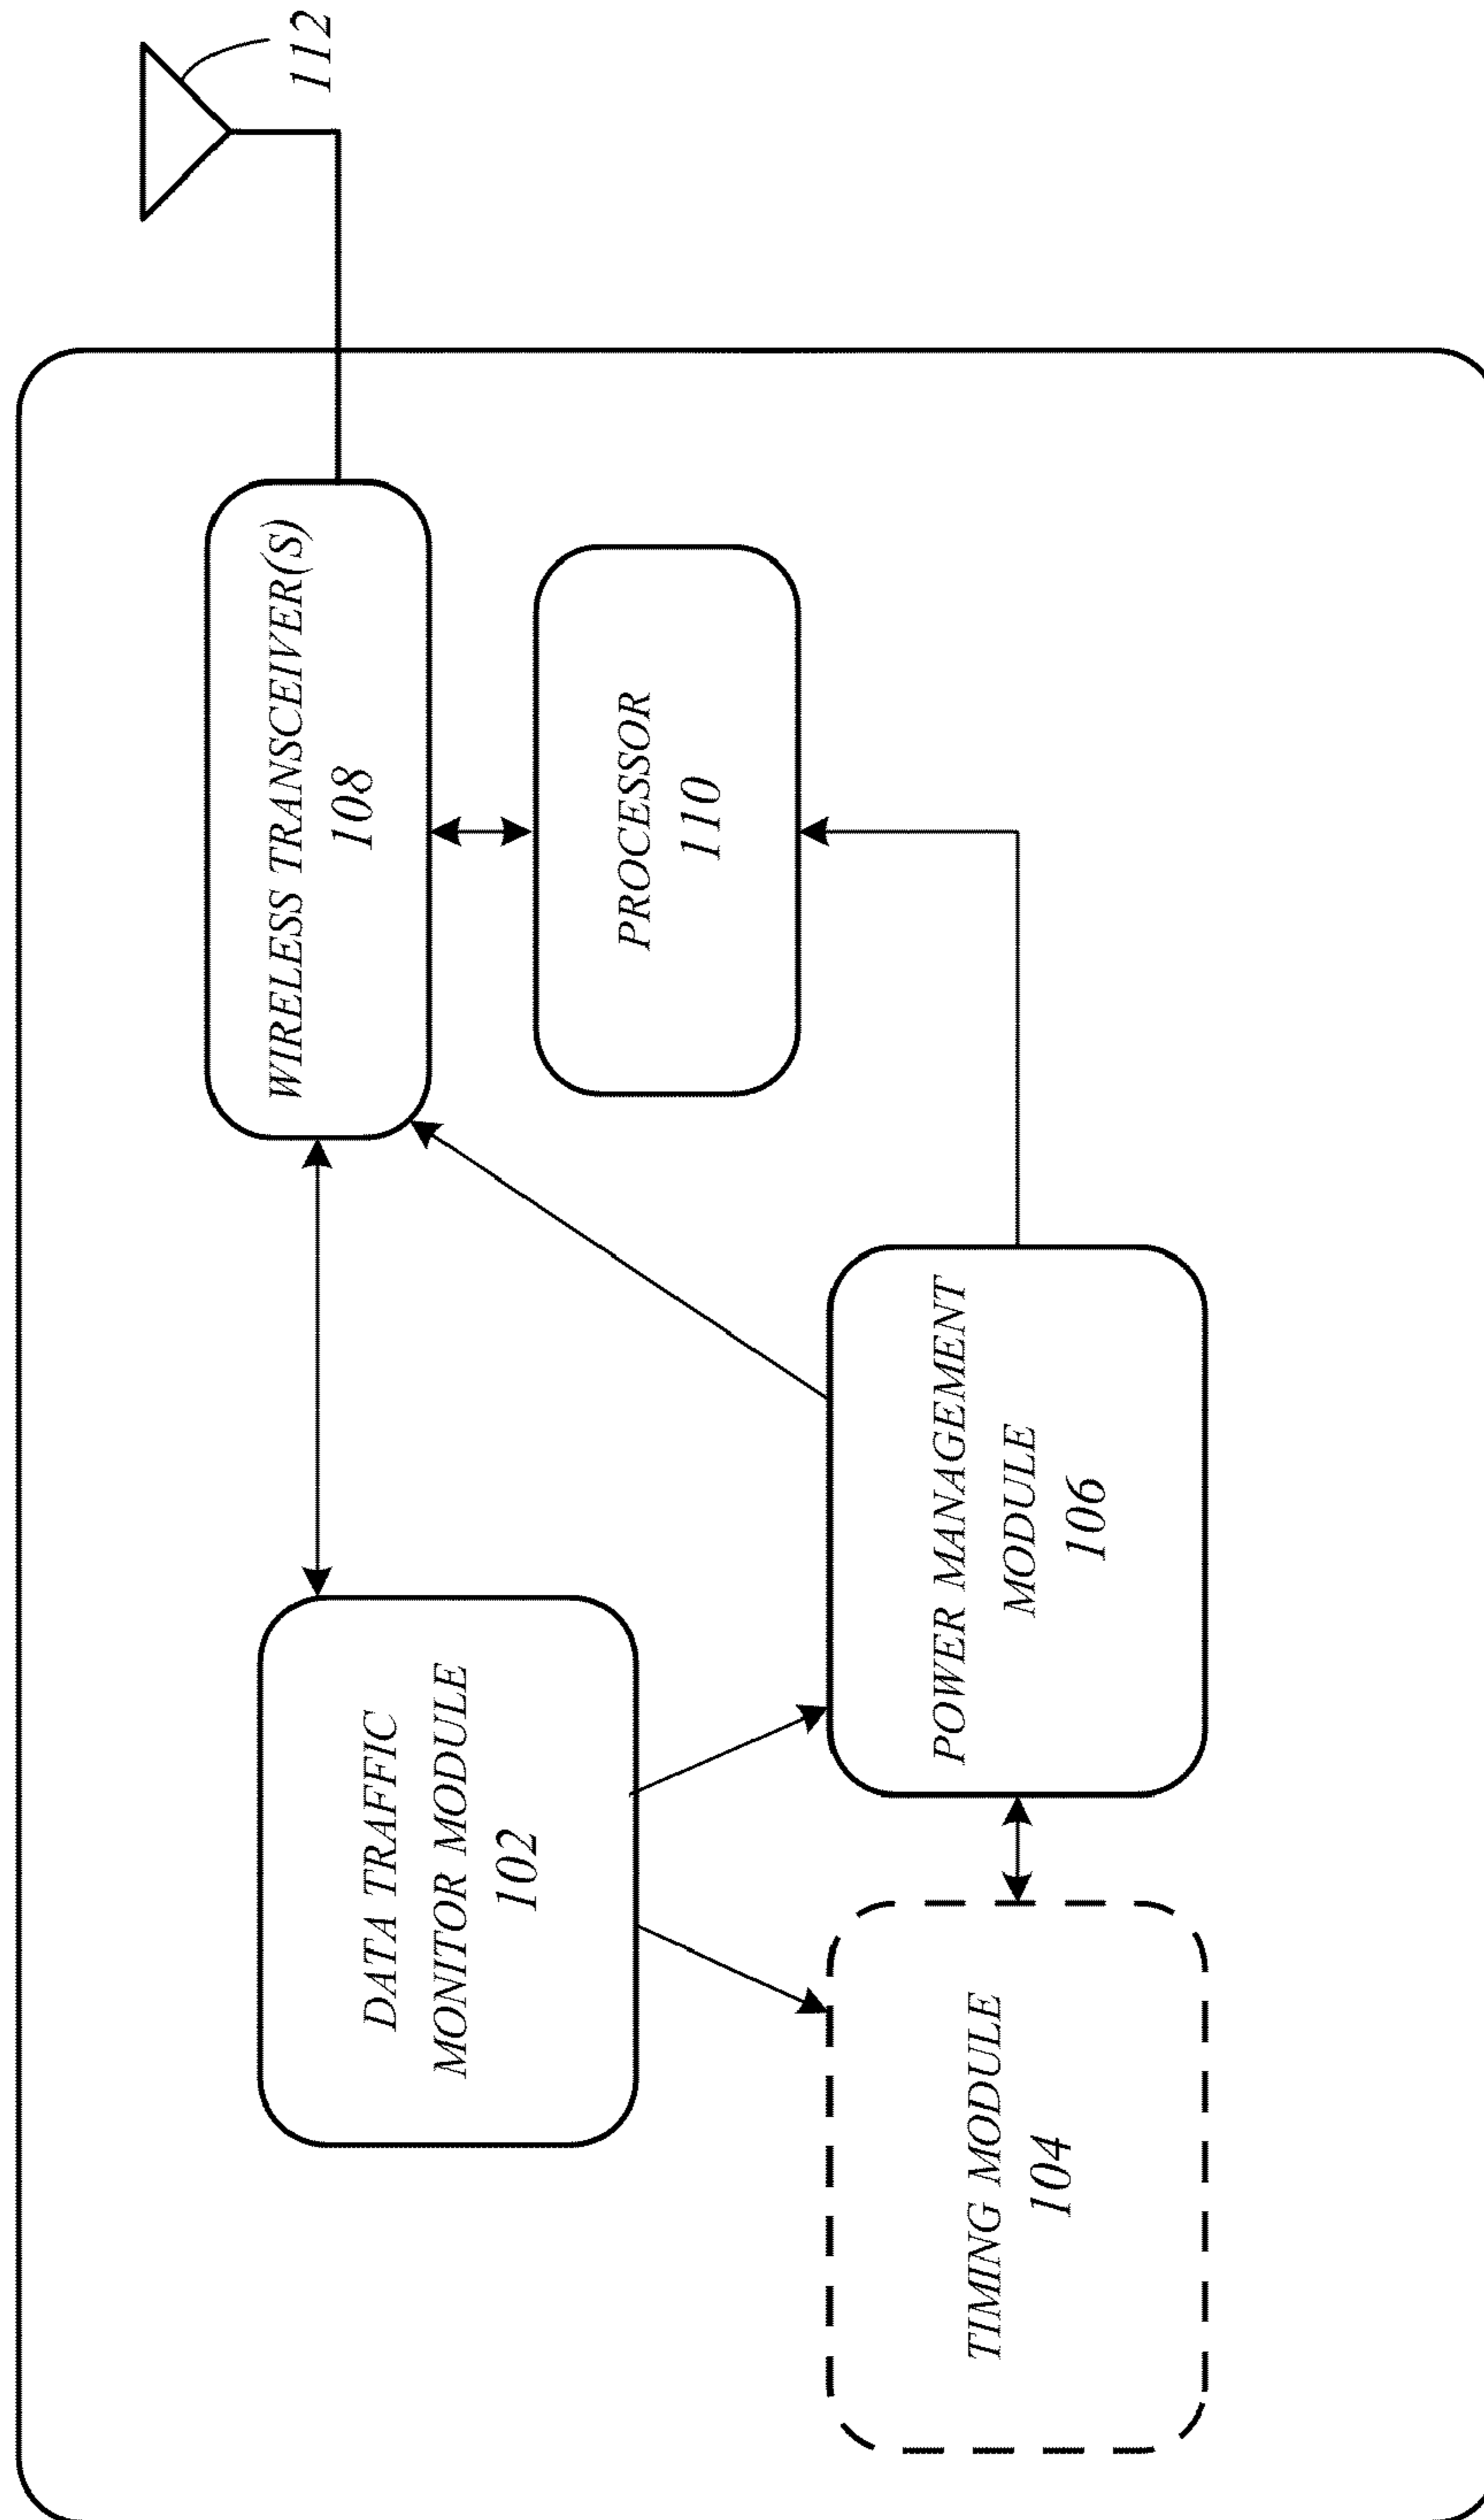 112
WIRELESS TRANSCEIVER(S)
108
PROCESSOR
110
DATA TRAFFIC
MONITOR MODULE
102
POWER MANAGEMENT
MODULE
106
TIMING MODULE
104